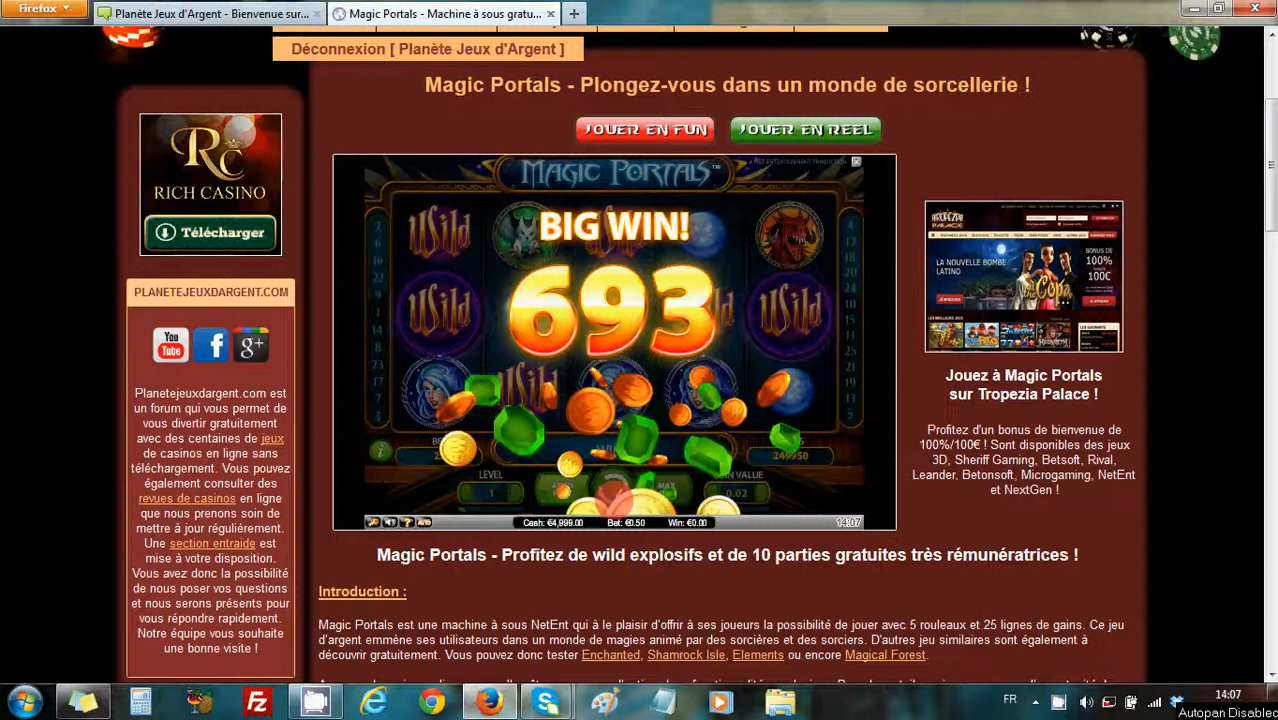 Firefox
Planète Jeux d'Argent - Bienvenue sur...
Magic Portals - Machine à sous gratu...
Déconnexion [ Planète Jeux d'Argent ]
Magic Portals - Plongez-vous dans un monde de sorcellerie !
JOUER EN FUN
JOUER EN REEL
RC
RICH CASINO
Télécharger
PLANETEJEUXDARGENT.COM
You
Tube
f
g+
Planetejeuxdargent.com est
un forum qui vous permet de
vous divertir gratuitement
avec des centaines de jeux
de casinos en ligne sans
téléchargement. Vous pouvez
également consulter des
revues de casinos en ligne
que nous prenons soin de
mettre à jour régulièrement.
Une section entraide est
mise à votre disposition.
Vous avez donc la possibilité
de nous poser vos questions
et nous serons présents pour
vous répondre rapidement.
Notre équipe vous souhaite
une bonne visite !
MAGIC PORTALS™
BIG WIN!
693
Wild
Wild
Wild
Wild
Wild
249950
LEVEL
1
0.02
Cash: €4,999.00 Bet: €0.50 Win: €0.00 14:07
TROPEZIA
PALACE
LA NOUVELLE BOMBE
LATINO
BONUS DE
100%
100€
Jouez à Magic Portals
sur Tropezia Palace !
Profitez d'un bonus de bienvenue de
100%/100€ ! Sont disponibles des jeux
3D, Sheriff Gaming, Betsoft, Rival,
Leander, Betonsoft, Microgaming, NetEnt
et NextGen !
Magic Portals - Profitez de wild explosifs et de 10 parties gratuites très rémunératrices !
Introduction :
Magic Portals est une machine à sous NetEnt qui à le plaisir d'offrir à ses joueurs la possibilité de jouer avec 5 rouleaux et 25 lignes de gains. Ce jeu
d'argent emmène ses utilisateurs dans un monde de magies animé par des sorcières et des sorciers. D'autres jeu similaires sont également à
découvrir gratuitement. Vous pouvez donc tester Enchanted, Shamrock Isle, Elements ou encore Magical Forest.
FR
14:07
Autopan Disabled